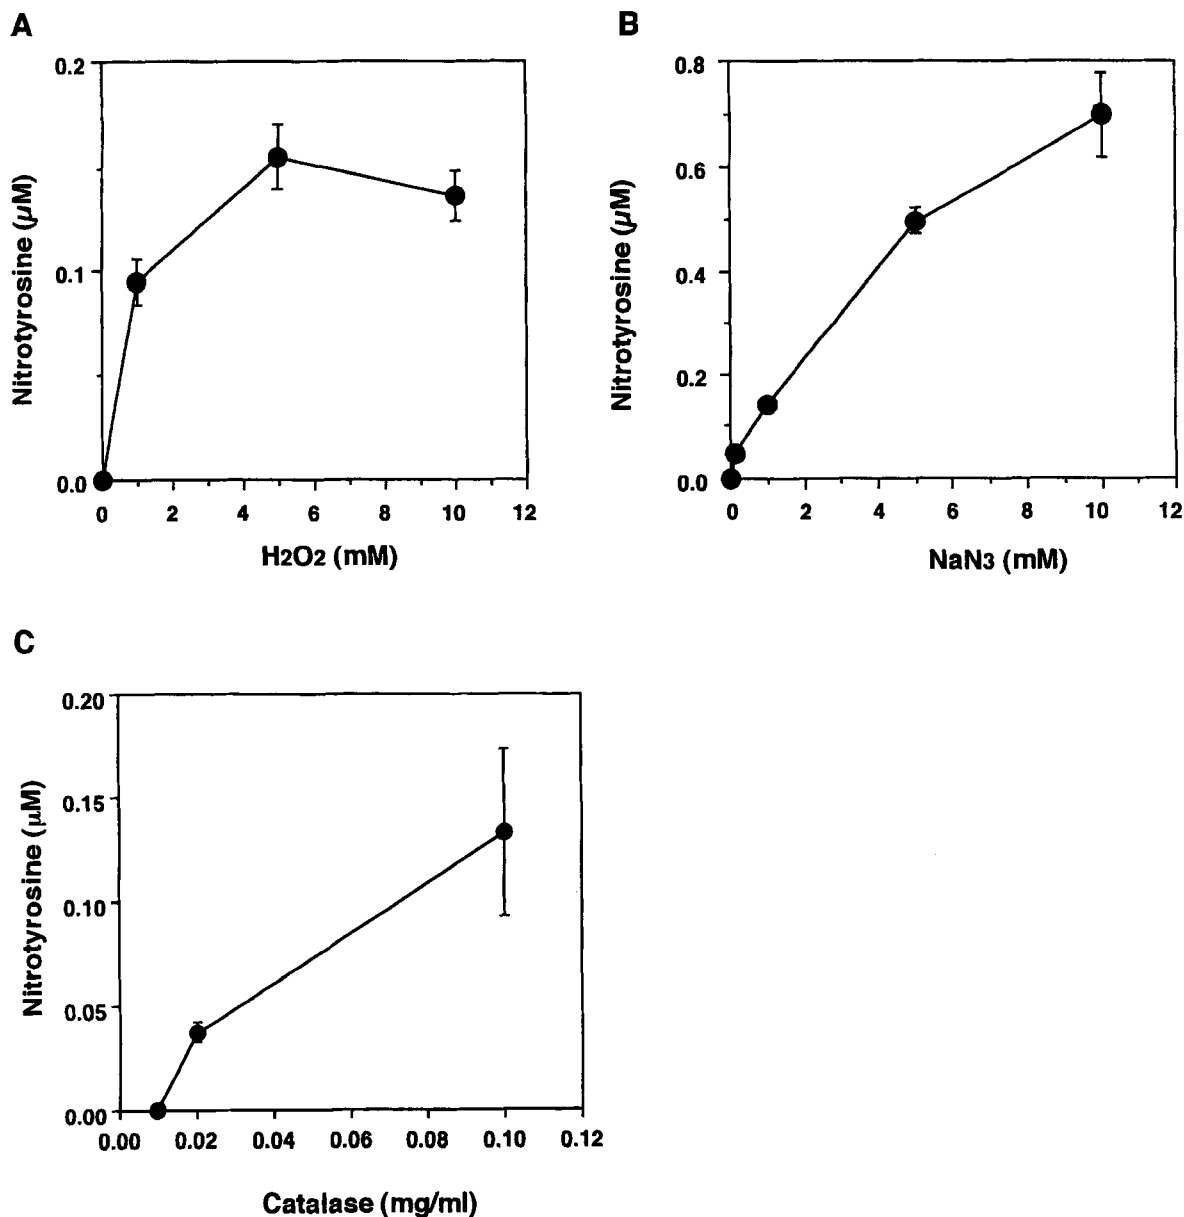 A
Nitrotyrosine (µM)
0.2
0.1
0.0
0 2 4 6 8 10 12
H2O2 (mM)
B
Nitrotyrosine (µM)
0.8
0.6
0.4
0.2
0.0
0 2 4 6 8 10 12
NaN3 (mM)
C
Nitrotyrosine (µM)
0.20
0.15
0.10
0.05
0.00
0.00 0.02 0.04 0.06 0.08 0.10 0.12
Catalase (mg/ml)